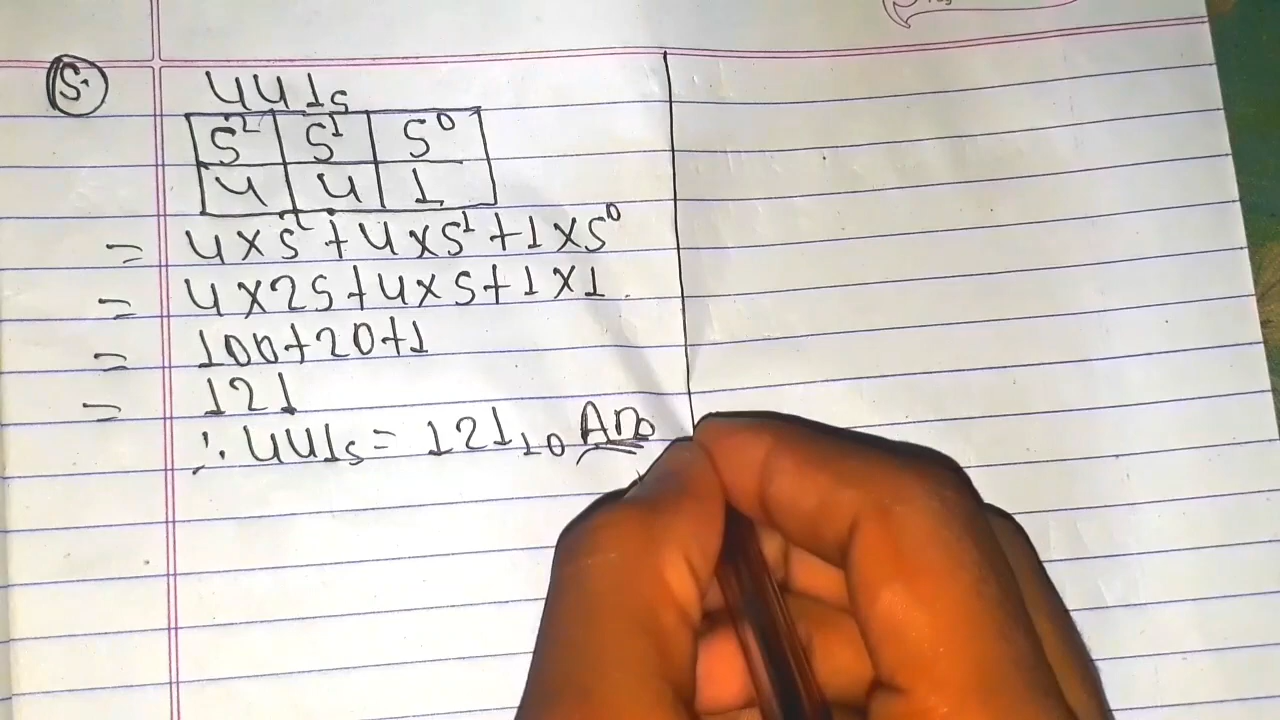 5.
441₅
5² 5¹ 5⁰
4 4 1
= 4×5²+4×5¹+1×5⁰
= 4×25+4×5+1×1
= 100+20+1
= 121
∴ 441₅ = 121₁₀ Ans